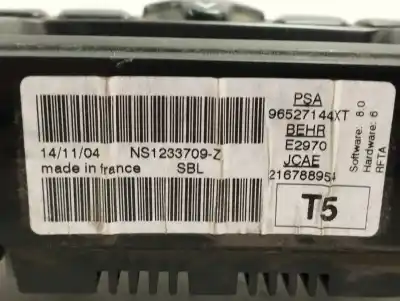 14/11/04 NS1233709-Z
made in france SBL
PSA
96527144XT
BEHR
E2970
JCAE
216788954
T5
Software: 8.0
Hardware: 6
RFTA